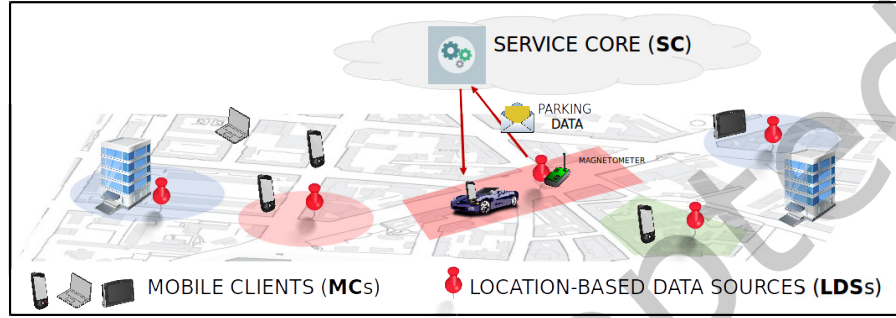 SERVICE CORE (SC)
PARKING
DATA
MAGNETOMETER
MOBILE CLIENTS (MCs)
LOCATION-BASED DATA SOURCES (LDSs)